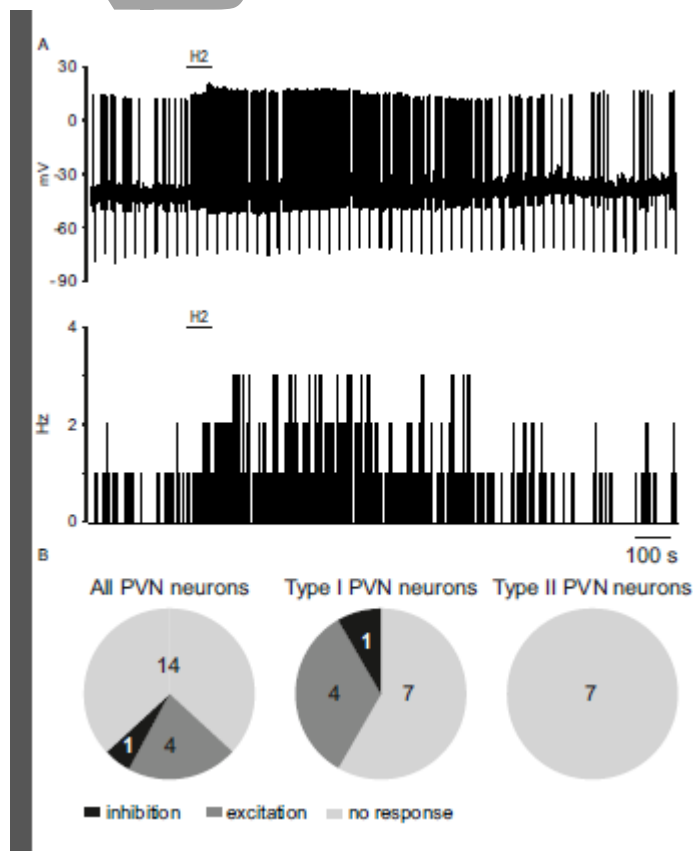 A
H2
30
0
-30
-60
-90
mV
H2
4
2
0
Hz
100 s
B
All PVN neurons
Type I PVN neurons
Type II PVN neurons
14
1
4
1
4
7
7
inhibition
excitation
no response